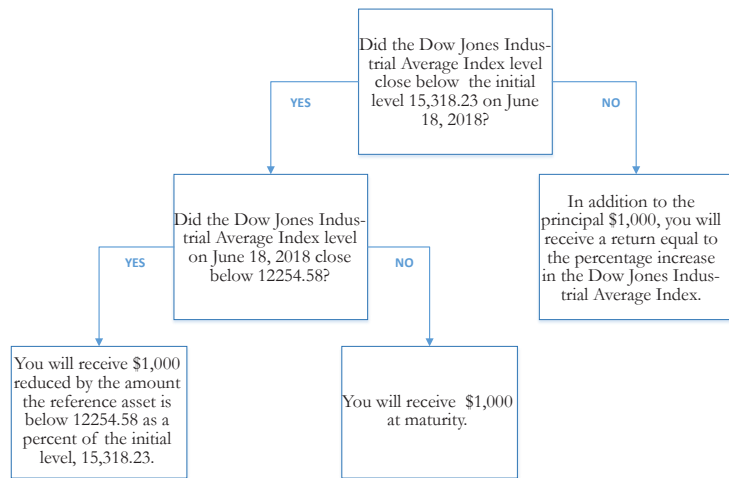 Did the Dow Jones Indus-
trial Average Index level
close below the initial
level 15,318.23 on June
18, 2018?
YES
NO
Did the Dow Jones Indus-
trial Average Index level
on June 18, 2018 close
below 12254.58?
In addition to the
principal $1,000, you will
receive a return equal to
the percentage increase
in the Dow Jones Indus-
trial Average Index.
YES
NO
You will receive $1,000
reduced by the amount
the reference asset is
below 12254.58 as a
percent of the initial
level, 15,318.23.
You will receive $1,000
at maturity.